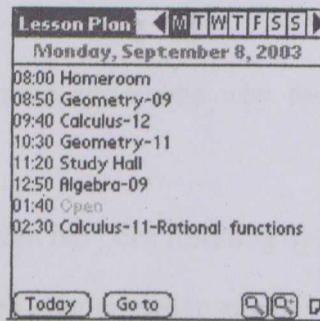 Lesson Plan M T W T F S S
Monday, September 8, 2003
08:00 Homeroom
08:50 Geometry-09
09:40 Calculus-12
10:30 Geometry-11
11:20 Study Hall
12:50 Algebra-09
01:40 Open
02:30 Calculus-11-Rational functions
Today Go to